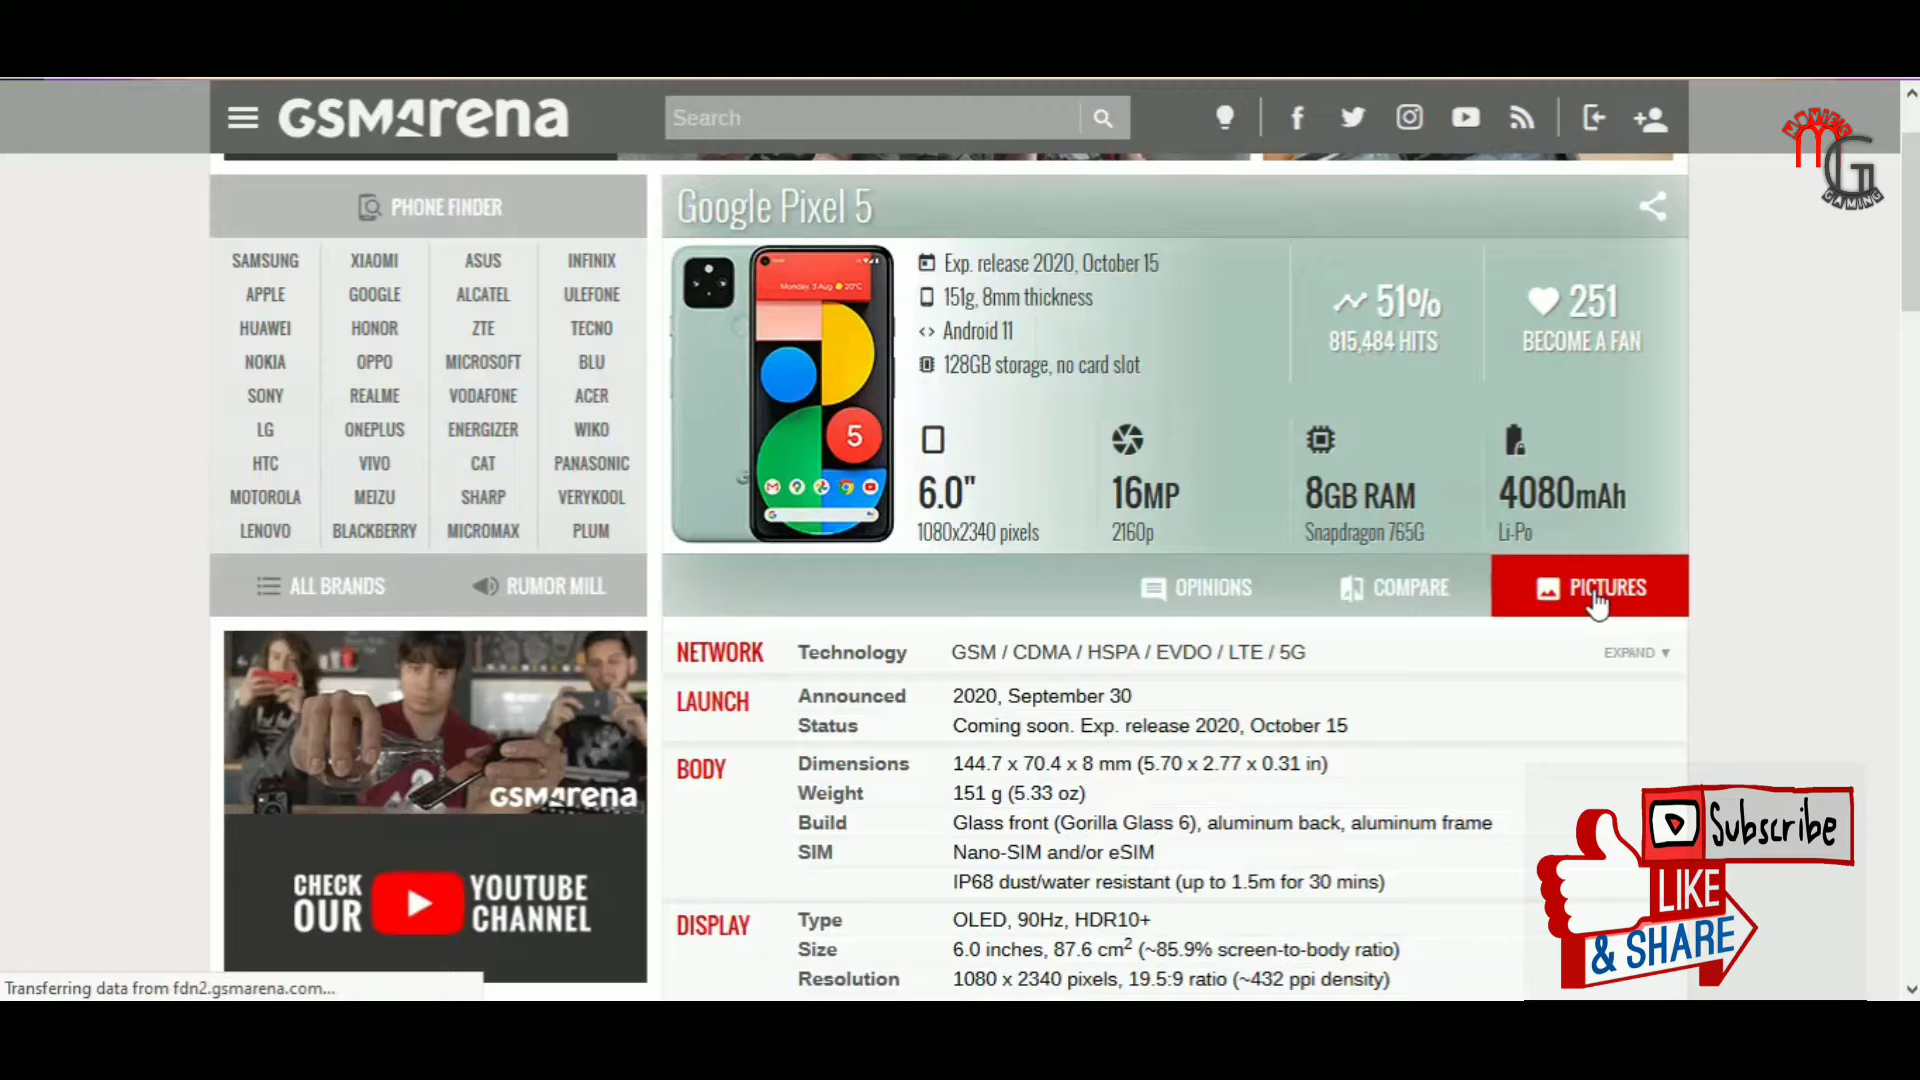 GSMArena
Search
MOVIE'S
MG
GAMING
PHONE FINDER
SAMSUNG XIAOMI ASUS INFINIX
APPLE GOOGLE ALCATEL ULEFONE
HUAWEI HONOR ZTE TECNO
NOKIA OPPO MICROSOFT BLU
SONY REALME VODAFONE ACER
LG ONEPLUS ENERGIZER WIKO
HTC VIVO CAT PANASONIC
MOTOROLA MEIZU SHARP VERYKOOL
LENOVO BLACKBERRY MICROMAX PLUM
ALL BRANDS RUMOR MILL
GSMArena
CHECK OUR
YOUTUBE CHANNEL
Google Pixel 5
Monday, 3 Aug 20°C
5
Exp. release 2020, October 15
151g, 8mm thickness
<> Android 11
128GB storage, no card slot
51%
815,484 HITS
251
BECOME A FAN
6.0"
1080x2340 pixels
16MP
2160p
8GB RAM
Snapdragon 765G
4080mAh
Li-Po
OPINIONS COMPARE PICTURES
NETWORK Technology GSM / CDMA / HSPA / EVDO / LTE / 5G EXPAND ▼
LAUNCH Announced 2020, September 30
Status Coming soon. Exp. release 2020, October 15
BODY Dimensions 144.7 x 70.4 x 8 mm (5.70 x 2.77 x 0.31 in)
Weight 151 g (5.33 oz)
Build Glass front (Gorilla Glass 6), aluminum back, aluminum frame
SIM Nano-SIM and/or eSIM
IP68 dust/water resistant (up to 1.5m for 30 mins)
DISPLAY Type OLED, 90Hz, HDR10+
Size 6.0 inches, 87.6 cm2 (~85.9% screen-to-body ratio)
Resolution 1080 x 2340 pixels, 19.5:9 ratio (~432 ppi density)
Subscribe
LIKE
& SHARE
Transferring data from fdn2.gsmarena.com...